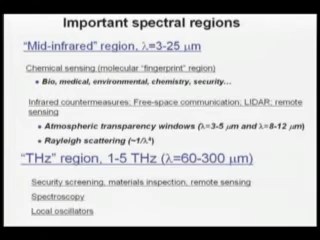 Important spectral regions
"Mid-infrared" region, λ=3-25 μm
Chemical sensing (molecular "fingerprint" region)
• Bio, medical, environmental, chemistry, security…
Infrared countermeasures; Free-space communication; LIDAR; remote
sensing
• Atmospheric transparency windows (λ=3-5 μm and λ=8-12 μm)
• Rayleigh scattering (~1/λ⁴)
"THz" region, 1-5 THz (λ=60-300 μm)
Security screening, materials inspection, remote sensing
Spectroscopy
Local oscillators